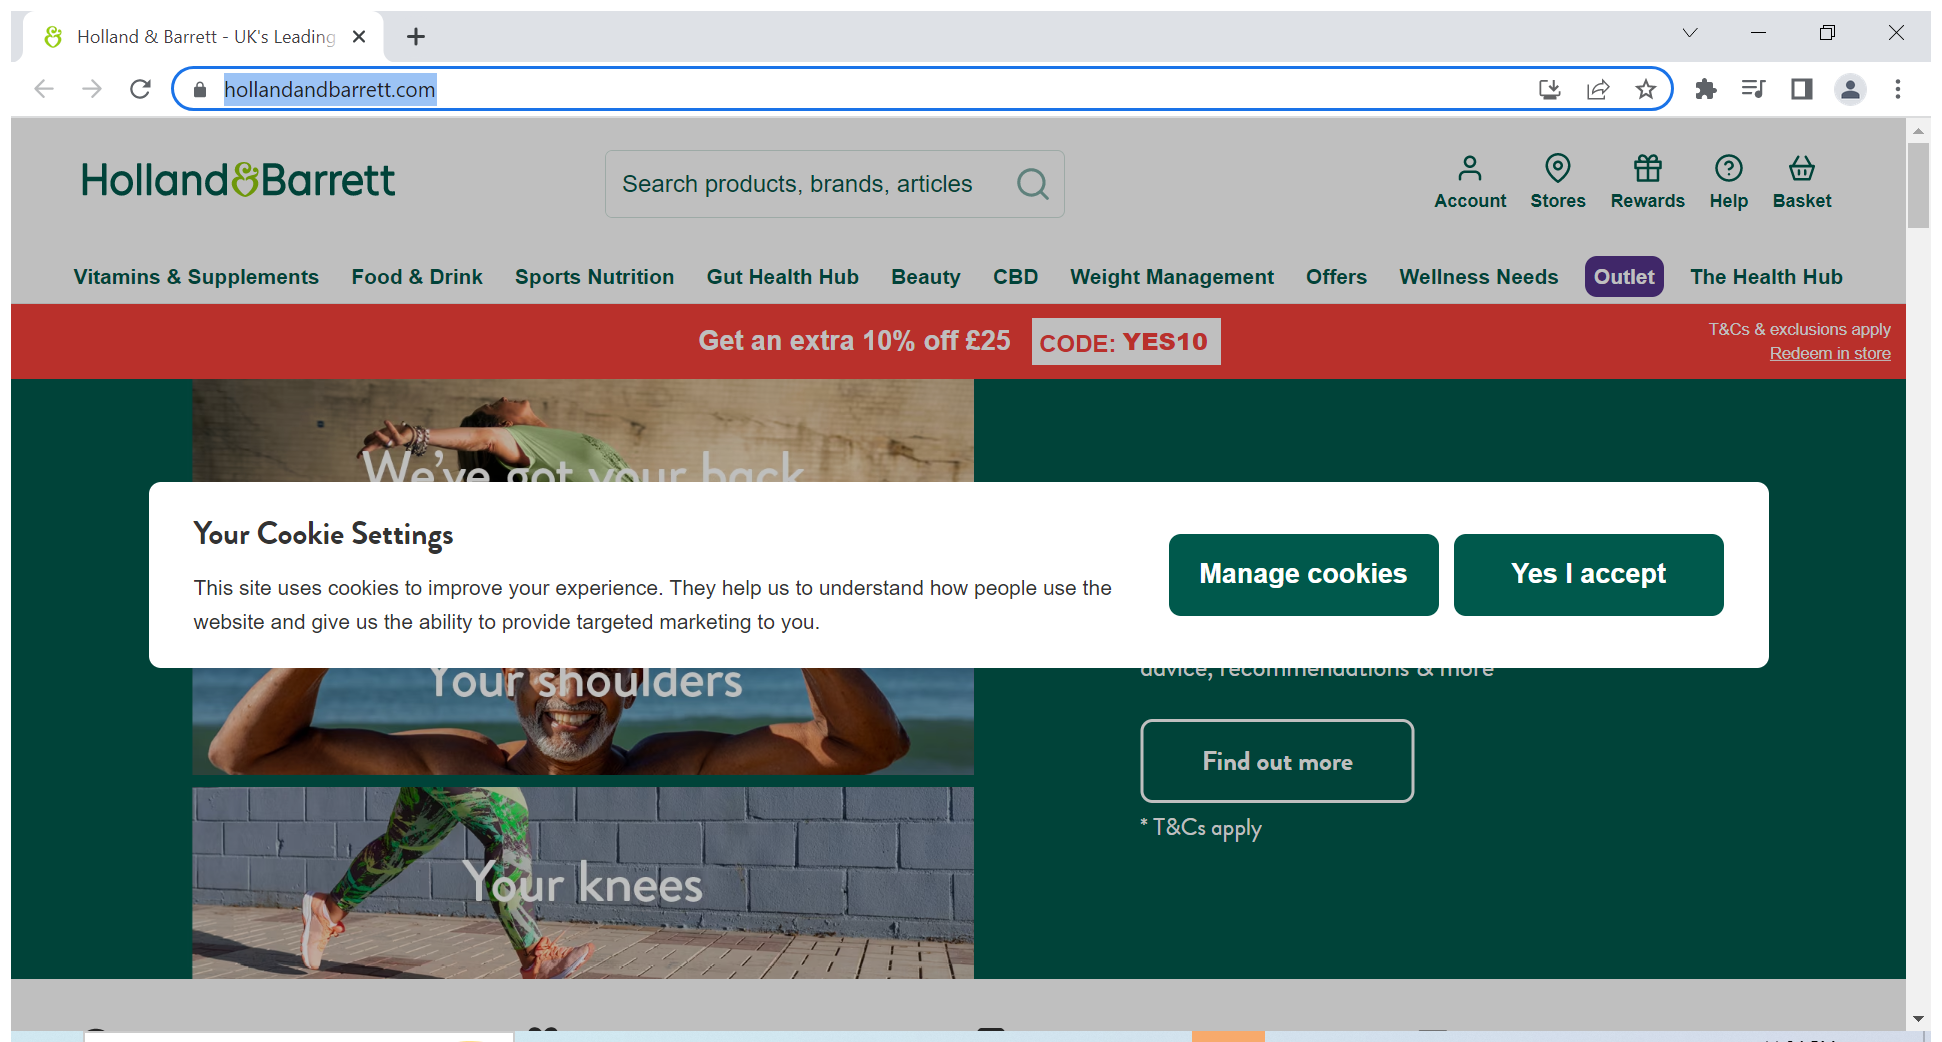 Holland & Barrett - UK's Leading
hollandandbarrett.com
Holland&Barrett
Search products, brands, articles
Account
Stores
Rewards
Help
Basket
Vitamins & Supplements
Food & Drink
Sports Nutrition
Gut Health Hub
Beauty
CBD
Weight Management
Offers
Wellness Needs
Outlet
The Health Hub
Get an extra 10% off £25
CODE: YES10
T&Cs & exclusions apply
Redeem in store
We've got your back
Your Cookie Settings
This site uses cookies to improve your experience. They help us to understand how people use the
website and give us the ability to provide targeted marketing to you.
Manage cookies
Yes I accept
Your shoulders
advice, recommendations & more
Find out more
* T&Cs apply
Your knees